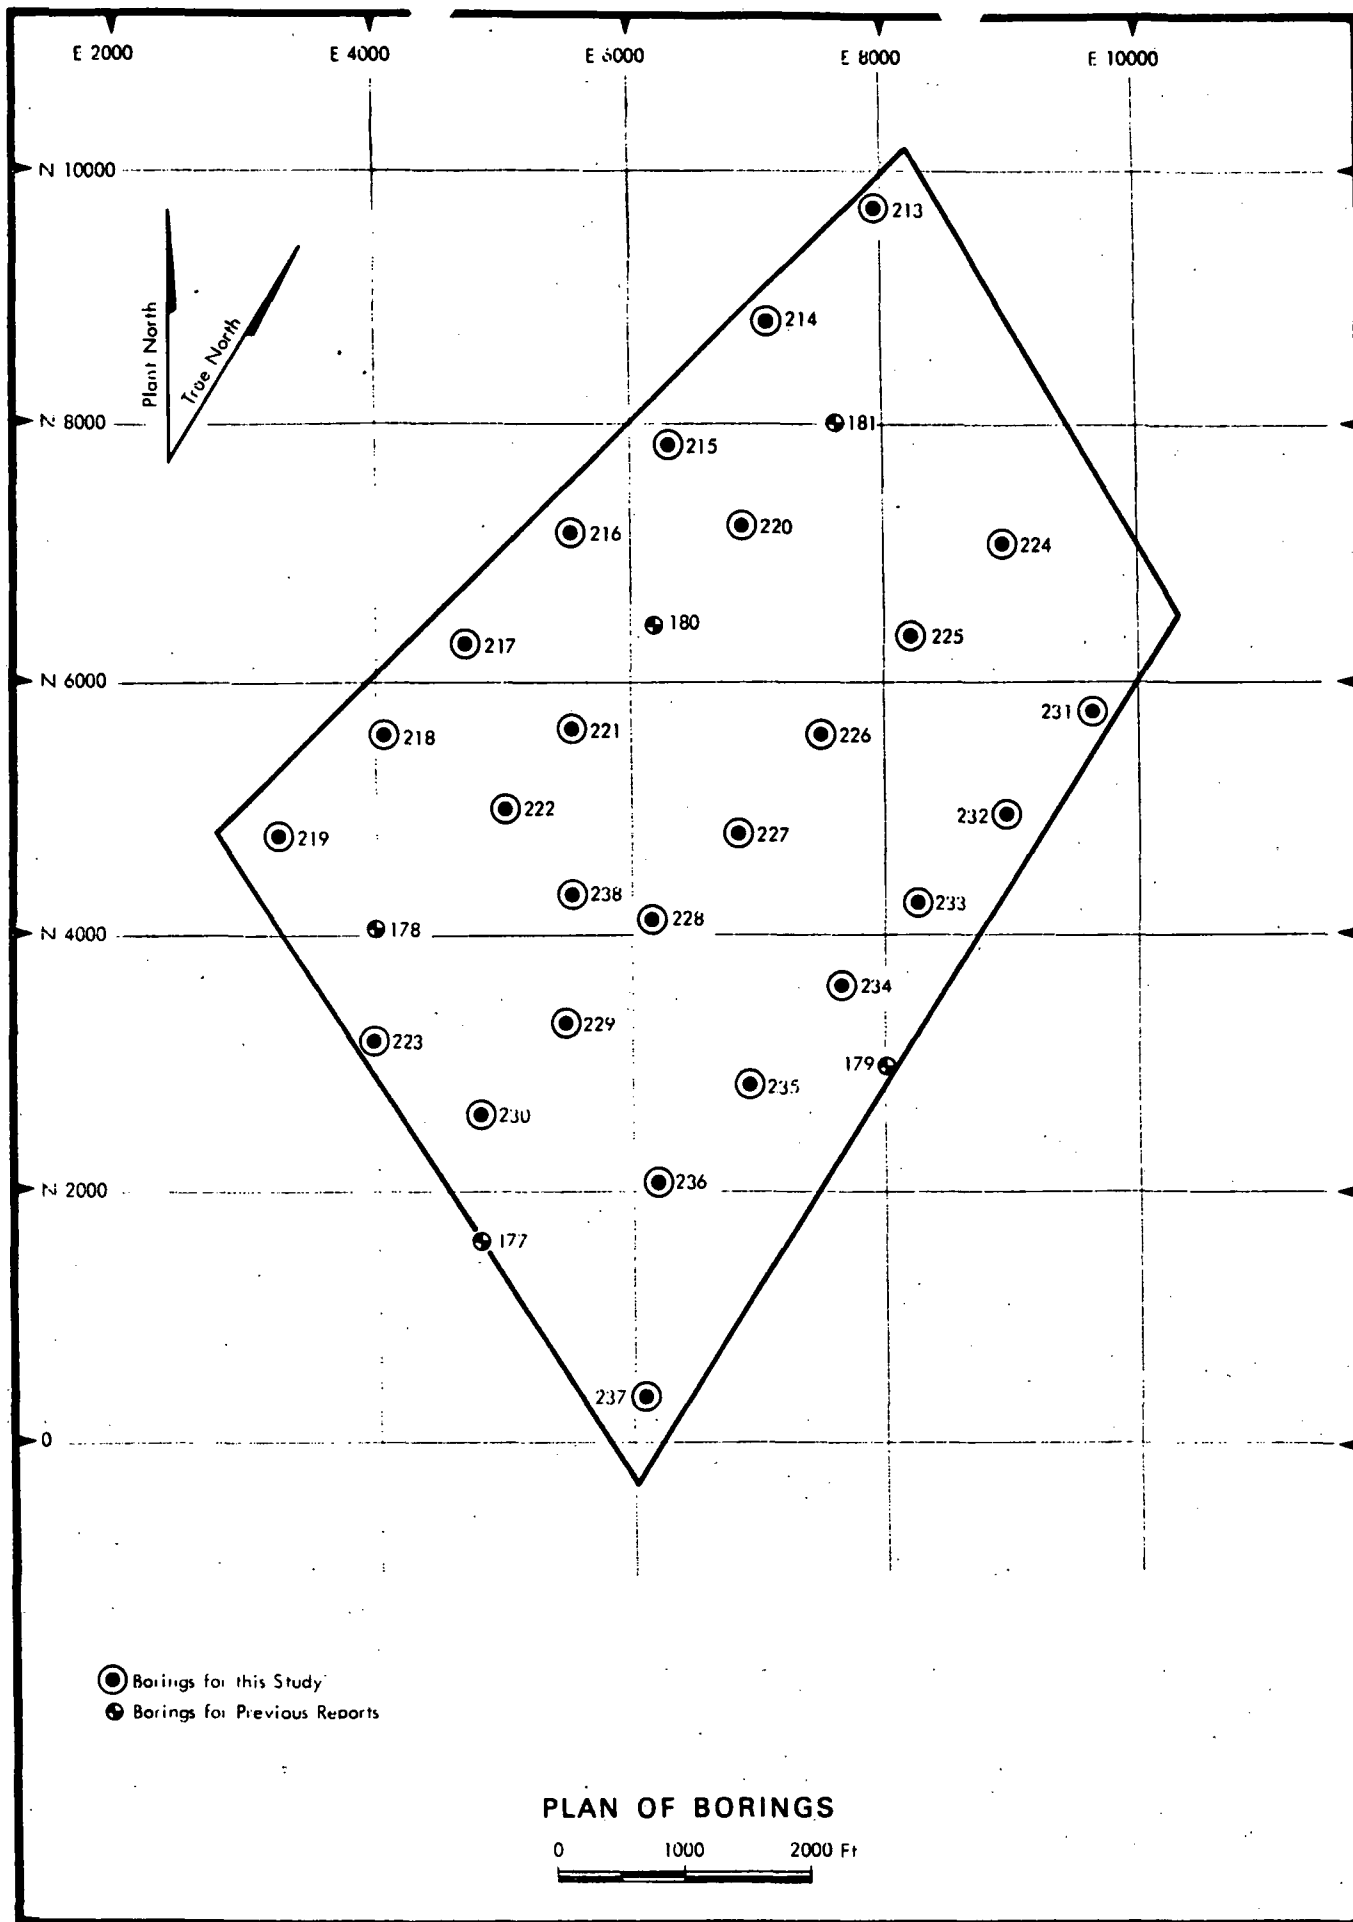 E 2000 E 4000 E 6000 E 8000 E 10000
N 10000
213
Plant North
True North
214
N 8000
181
215
216
220
224
180
217
225
N 6000
231
218
221
226
222
232
219
227
238
228
233
N 4000
178
234
229
223
179
235
230
N 2000
236
177
237
0
Borings for this Study
Borings for Previous Reports
PLAN OF BORINGS
0 1000 2000 Ft